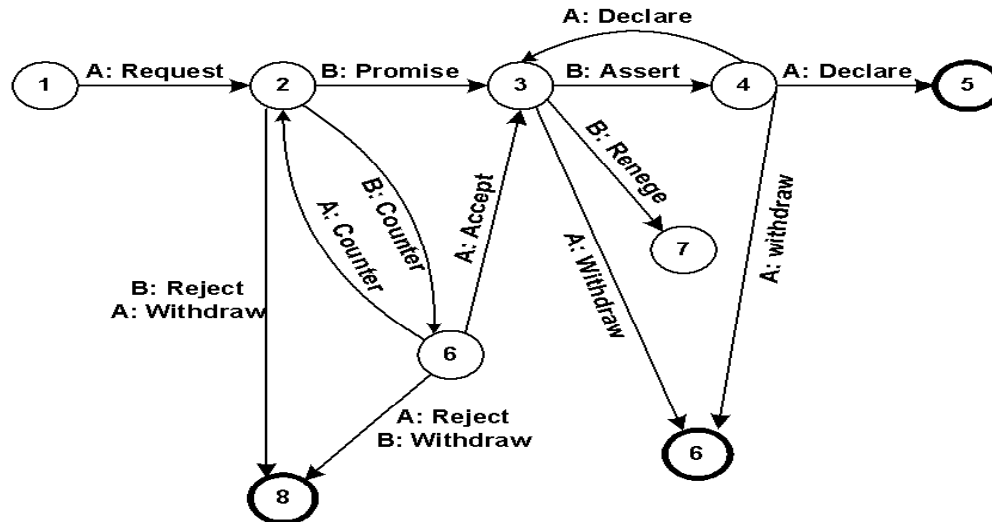 A: Declare
1
A: Request
2
B: Promise
3
B: Assert
4
A: Declare
5
B: Renege
B: Counter
A: Counter
A: Accept
A: Withdraw
A: withdraw
7
B: Reject
A: Withdraw
6
A: Reject
B: Withdraw
6
8